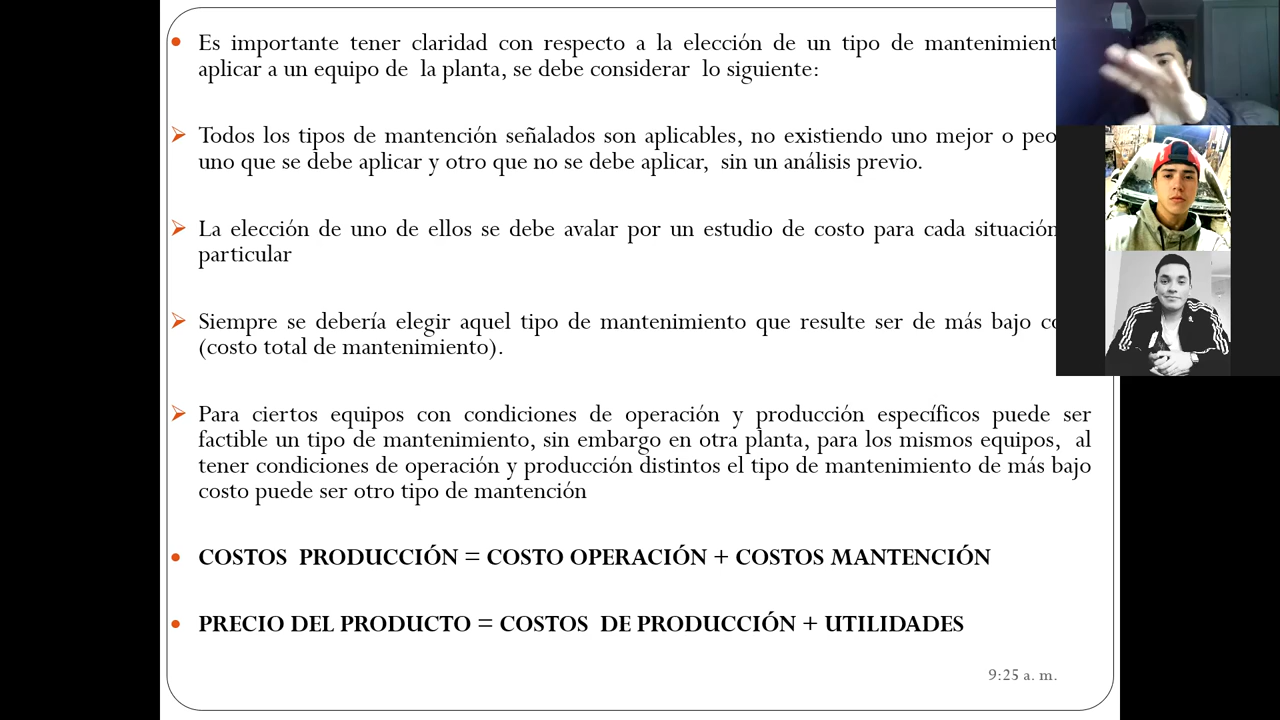 Es importante tener claridad con respecto a la elección de un tipo de
aplicar a un equipo de la planta, se debe considerar lo siguiente:
Todos los tipos de mantención señalados son aplicables, no existiendo uno mejor o
uno que se debe aplicar y otro que no se debe aplicar, sin un análisis previo.
La elección de uno de ellos se debe avalar por un estudio de costo para cada situación
particular
Siempre se debería elegir aquel tipo de mantenimiento que resulte ser de más bajo
(costo total de mantenimiento).
Para ciertos equipos con condiciones de operación y producción específicos puede ser
factible un tipo de mantenimiento, sin embargo en otra planta, para los mismos equipos, al
tener condiciones de operación y producción distintos el tipo de mantenimiento de más bajo
costo puede ser otro tipo de mantención
COSTOS PRODUCCIÓN = COSTO OPERACIÓN + COSTOS MANTENCIÓN
PRECIO DEL PRODUCTO = COSTOS DE PRODUCCIÓN + UTILIDADES
9:25 a. m.